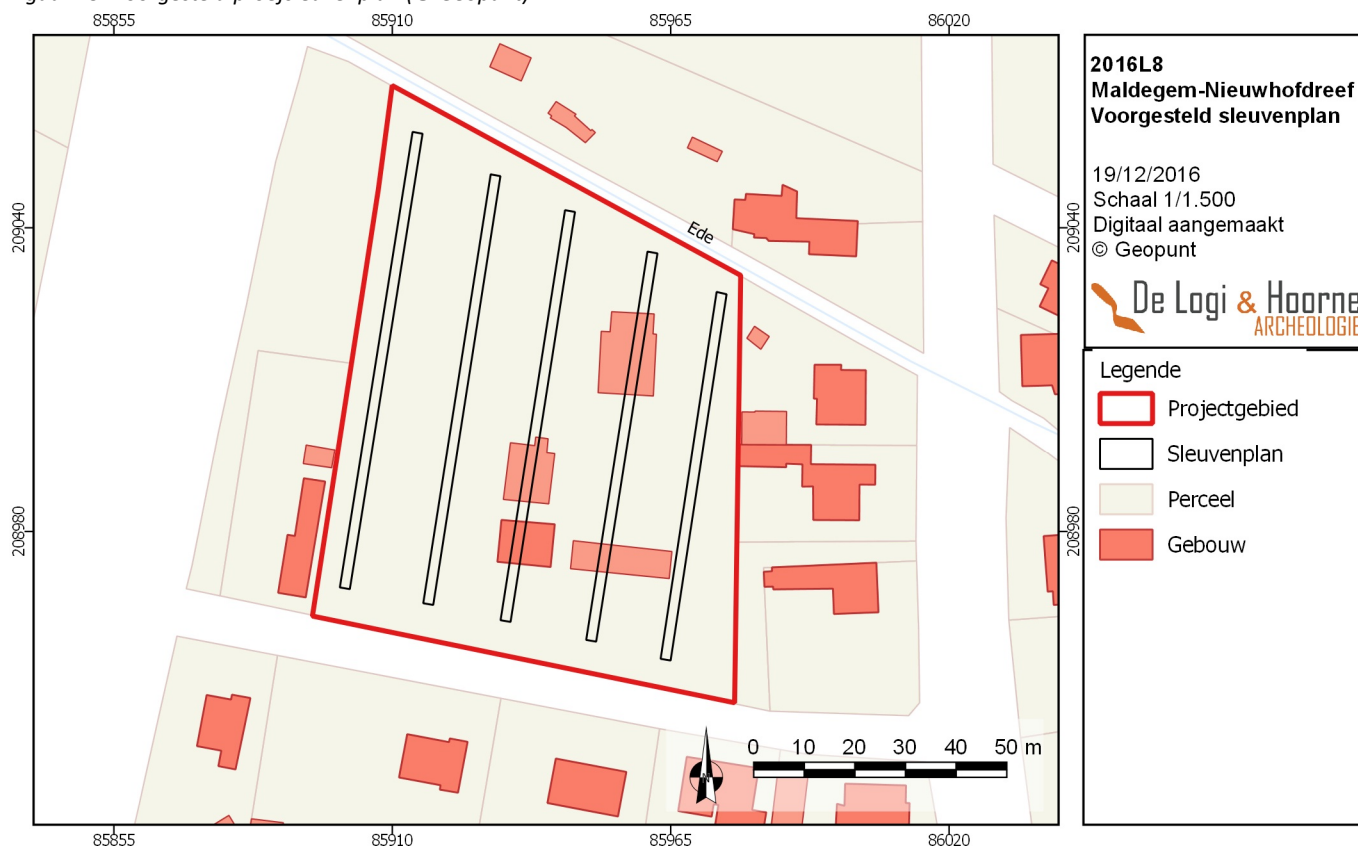 85855 85910 85965 86020
209040
208980
Ede
0 10 20 30 40 50 m
209040
208980
85855 85910 85965 86020
2016L8
Maldegem-Nieuwhofdreef
Voorgesteld sleuvenplan
19/12/2016
Schaal 1/1.500
Digitaal aangemaakt
© Geopunt
De Logi & Hoorne
ARCHEOLOGIE
Legende
Projectgebied
Sleuvenplan
Perceel
Gebouw